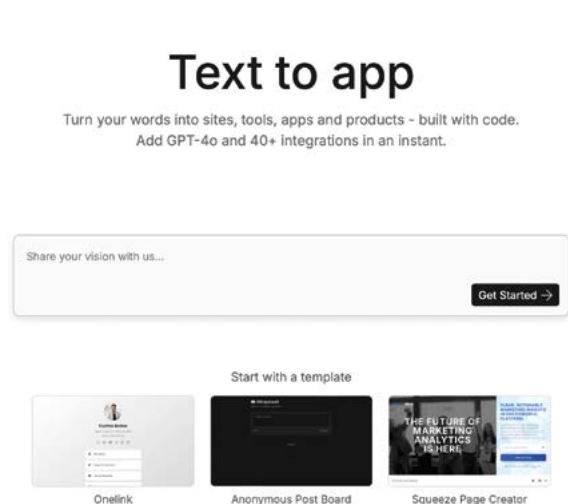 Text to app
Turn your words into sites, tools, apps and products - built with code.
Add GPT-4o and 40+ integrations in an instant.
Share your vision with us...
Get Started →
Start with a template
THE FUTURE OF
MARKETING
ANALYTICS
IS HERE
Onelink
Anonymous Post Board
Squeeze Page Creator